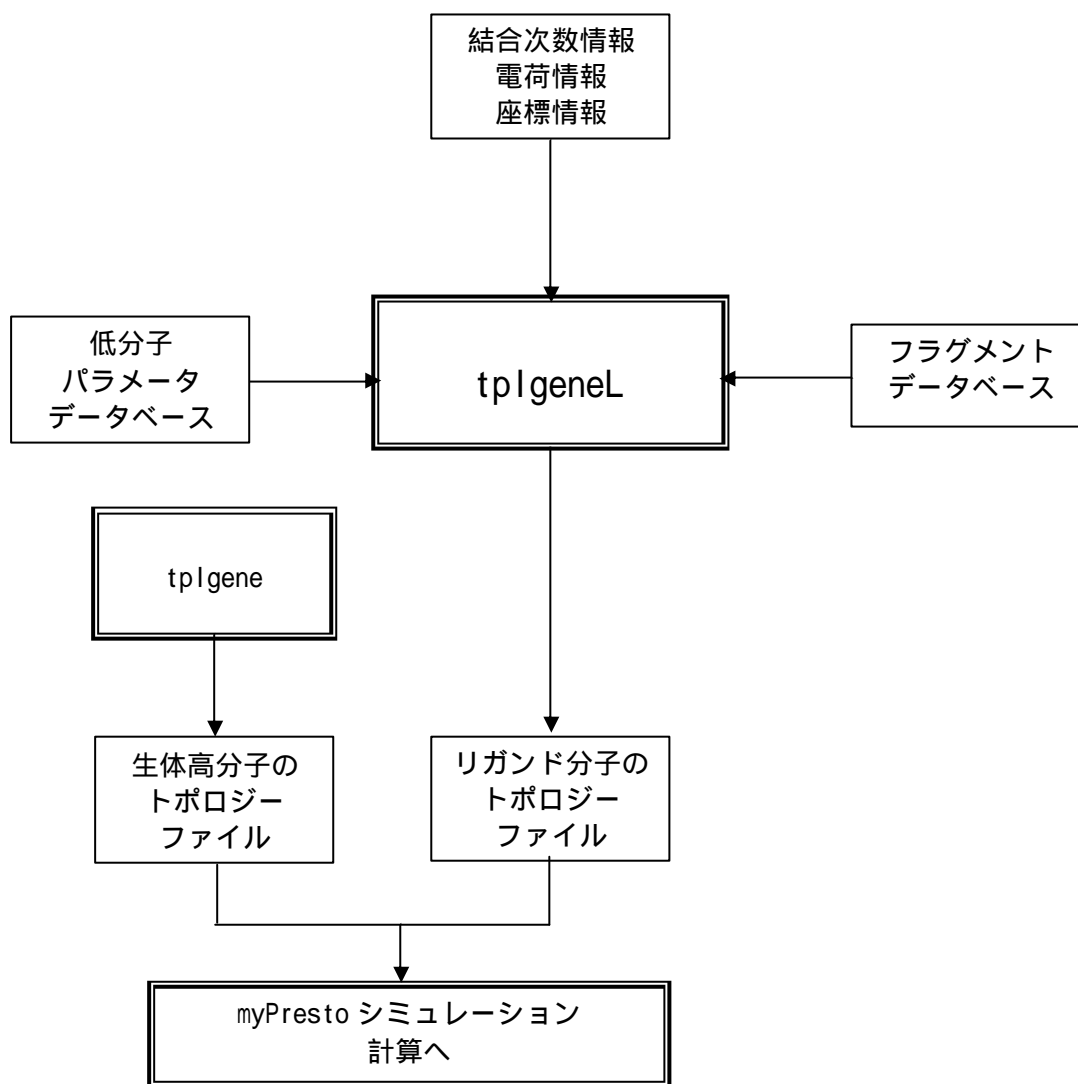 結合次数情報
電荷情報
座標情報
低分子
パラメータ
データベース
tplgeneL
フラグメント
データベース
tplgene
生体高分子の
トポロジー
ファイル
リガンド分子の
トポロジー
ファイル
myPresto シミュレーション
計算へ